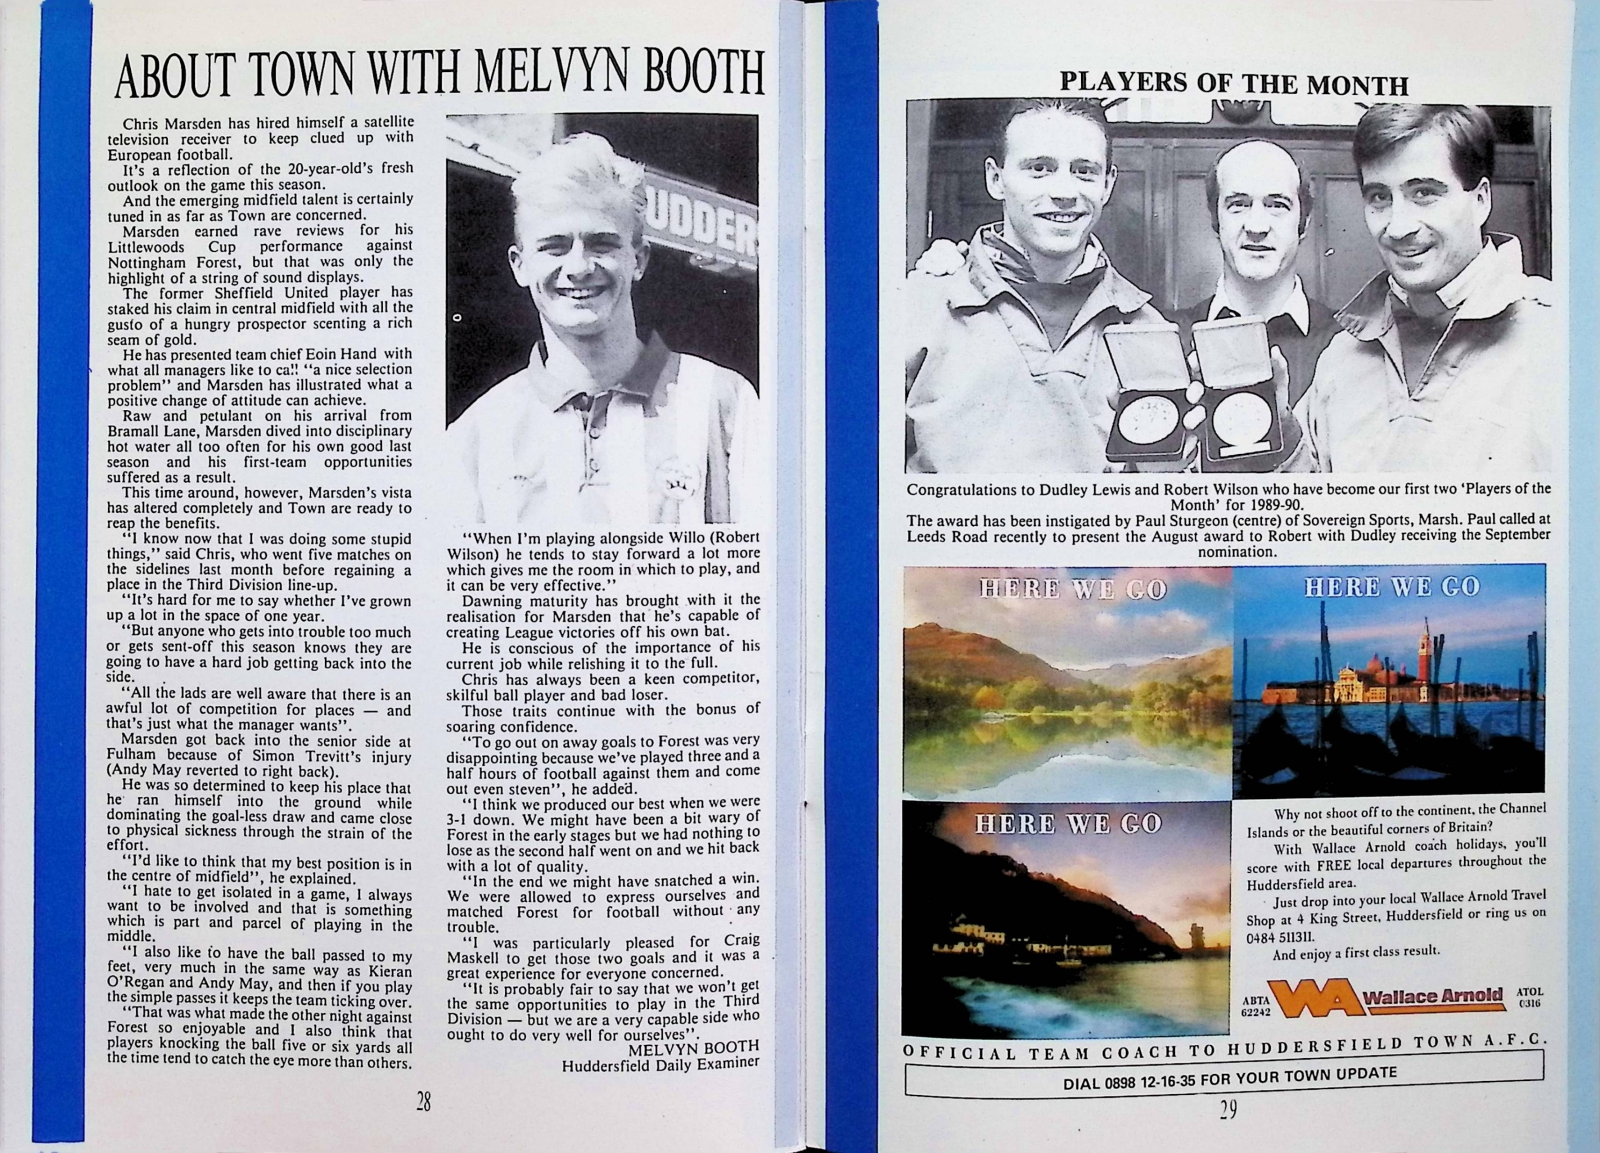 ABOUT TOWN WITH MELVYN BOOTH
Chris Marsden has hired himself a satellite
television receiver to keep clued up with
European football.
It's a reflection of the 20-year-old's fresh
outlook on the game this season.
And the emerging midfield talent is certainly
tuned in as far as Town are concerned.
Marsden earned rave reviews for his
Littlewoods Cup performance against
Nottingham Forest, but that was only the
highlight of a string of sound displays.
The former Sheffield United player has
staked his claim in central midfield with all the
gusto of a hungry prospector scenting a rich
seam of gold.
He has presented team chief Eoin Hand with
what all managers like to call "a nice selection
problem" and Marsden has illustrated what a
positive change of attitude can achieve.
Raw and petulant on his arrival from
Bramall Lane, Marsden dived into disciplinary
hot water all too often for his own good last
season and his first-team opportunities
suffered as a result.
This time around, however, Marsden's vista
has altered completely and Town are ready to
reap the benefits.
"I know now that I was doing some stupid
things," said Chris, who went five matches on
the sidelines last month before regaining a
place in the Third Division line-up.
"It's hard for me to say whether I've grown
up a lot in the space of one year.
"But anyone who gets into trouble too much
or gets sent-off this season knows they are
going to have a hard job getting back into the
side.
"All the lads are well aware that there is an
awful lot of competition for places — and
that's just what the manager wants".
Marsden got back into the senior side at
Fulham because of Simon Trevitt's injury
(Andy May reverted to right back).
He was so determined to keep his place that
he ran himself into the ground while
dominating the goal-less draw and came close
to physical sickness through the strain of the
effort.
"I'd like to think that my best position is in
the centre of midfield", he explained.
"I hate to get isolated in a game, I always
want to be involved and that is something
which is part and parcel of playing in the
middle.
"I also like to have the ball passed to my
feet, very much in the same way as Kieran
O'Regan and Andy May, and then if you play
the simple passes it keeps the team ticking over.
"That was what made the other night against
Forest so enjoyable and I also think that
players knocking the ball five or six yards all
the time tend to catch the eye more than others.
UDDER
"When I'm playing alongside Willo (Robert
Wilson) he tends to stay forward a lot more
which gives me the room in which to play, and
it can be very effective."
Dawning maturity has brought with it the
realisation for Marsden that he's capable of
creating League victories off his own bat.
He is conscious of the importance of his
current job while relishing it to the full.
Chris has always been a keen competitor,
skilful ball player and bad loser.
Those traits continue with the bonus of
soaring confidence.
"To go out on away goals to Forest was very
disappointing because we've played three and a
half hours of football against them and come
out even steven", he added.
"I think we produced our best when we were
3-1 down. We might have been a bit wary of
Forest in the early stages but we had nothing to
lose as the second half went on and we hit back
with a lot of quality.
"In the end we might have snatched a win.
We were allowed to express ourselves and
matched Forest for football without any
trouble.
"I was particularly pleased for Craig
Maskell to get those two goals and it was a
great experience for everyone concerned.
"It is probably fair to say that we won't get
the same opportunities to play in the Third
Division — but we are a very capable side who
ought to do very well for ourselves".
MELVYN BOOTH
Huddersfield Daily Examiner
28
PLAYERS OF THE MONTH
Congratulations to Dudley Lewis and Robert Wilson who have become our first two 'Players of the
Month' for 1989-90.
The award has been instigated by Paul Sturgeon (centre) of Sovereign Sports, Marsh. Paul called at
Leeds Road recently to present the August award to Robert with Dudley receiving the September
nomination.
HERE WE GO
HERE WE GO
HERE WE GO
Why not shoot off to the continent, the Channel
Islands or the beautiful corners of Britain?
With Wallace Arnold coach holidays, you'll
score with FREE local departures throughout the
Huddersfield area.
Just drop into your local Wallace Arnold Travel
Shop at 4 King Street, Huddersfield or ring us on
0484 511311.
And enjoy a first class result.
ABTA
62242
WA Wallace Arnold
ATOL
0316
OFFICIAL TEAM COACH TO HUDDERSFIELD TOWN A.F.C.
DIAL 0898 12-16-35 FOR YOUR TOWN UPDATE
29